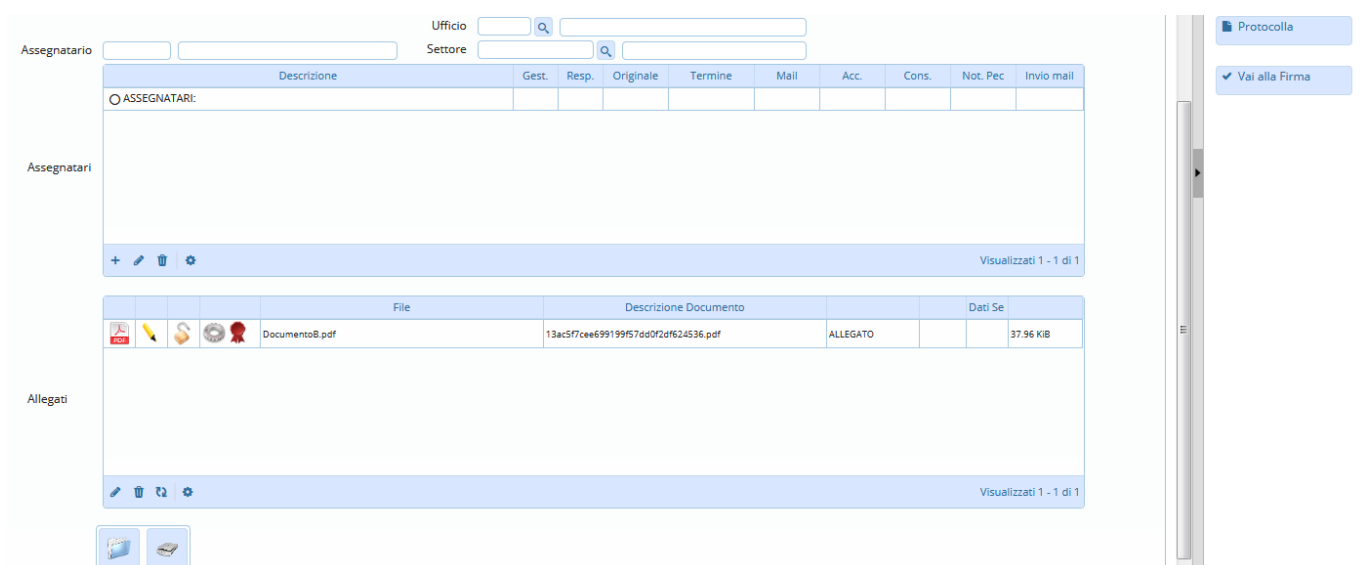 Ufficio
Protocolla
Assegnatario
Settore
Descrizione Gest. Resp. Originale Termine Mail Acc. Cons. Not. Pec Invio mail
Vai alla Firma
ASSEGNATARI:
Assegnatari
Visualizzati 1 - 1 di 1
File Descrizione Documento Dati Se
PDF DocumentoB.pdf 13ac5f7cee699199f57dd0f2df624536.pdf ALLEGATO 37.96 KiB
Allegati
Visualizzati 1 - 1 di 1